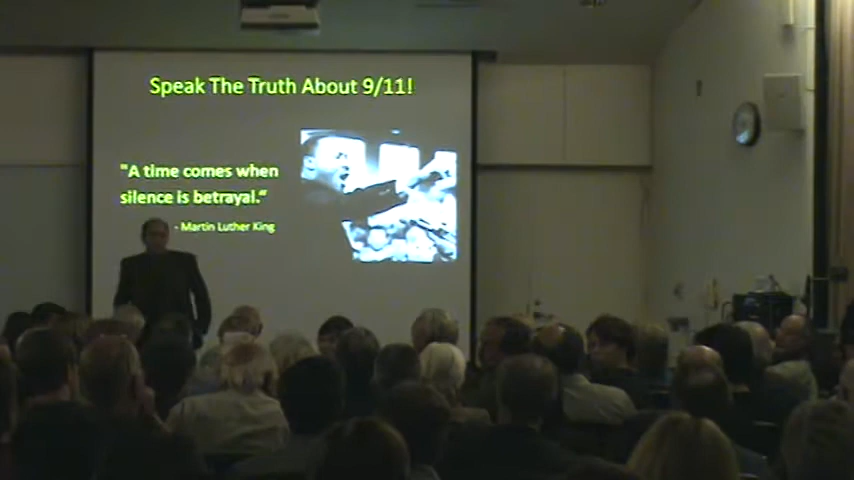 Speak The Truth About 9/11!
"A time comes when
silence is betrayal."
- Martin Luther King